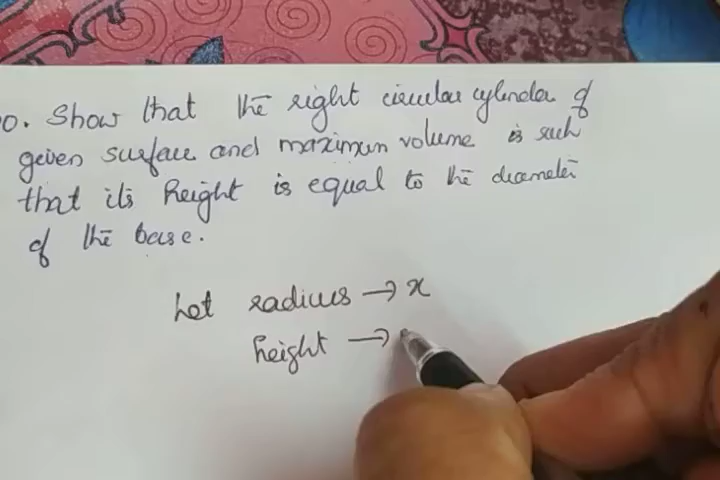 0. Show that the right circular cylinder of
given surface and maximum volume is such
that its height is equal to the diameter
of the base.
Let radius → x
height →